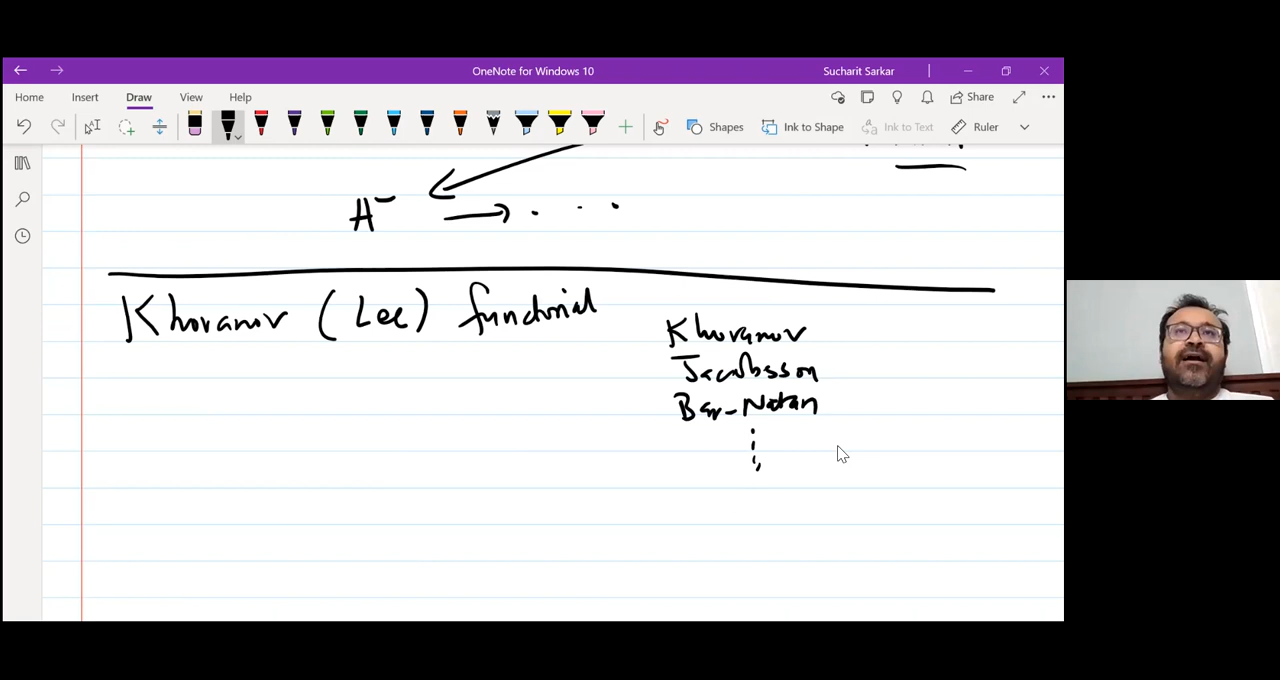 OneNote for Windows 10
Sucharit Sarkar
Home Insert Draw View Help
Share
Shapes
Ink to Shape
Ink to Text
Ruler
H⁻ → . . .
Khovanov (Lee) functorial
Khovanov
Jacobsson
Bar-Natan